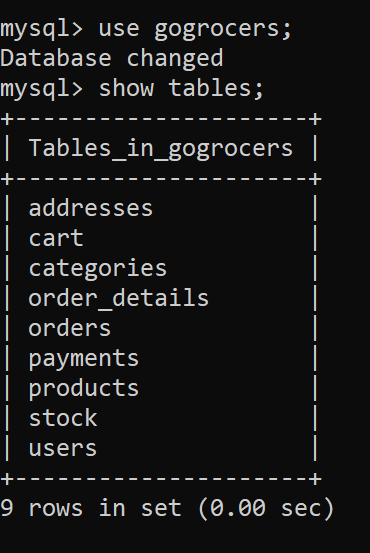 mysql> use gogrocers;
Database changed
mysql> show tables;
+---------------------+
| Tables_in_gogrocers |
+---------------------+
| addresses           |
| cart                |
| categories          |
| order_details       |
| orders              |
| payments            |
| products            |
| stock               |
| users               |
+---------------------+
9 rows in set (0.00 sec)